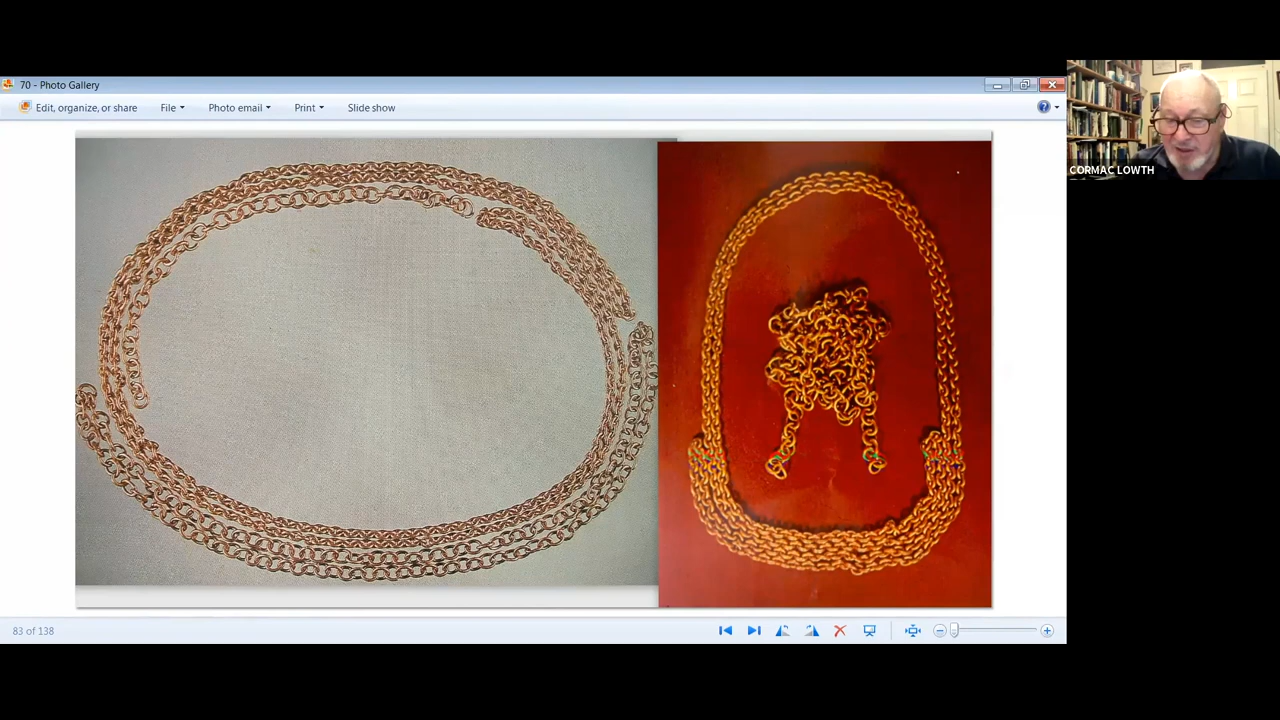 70 - Photo Gallery
Edit, organize, or share File Photo email Print Slide show
CORMAC LOWTH
83 of 138